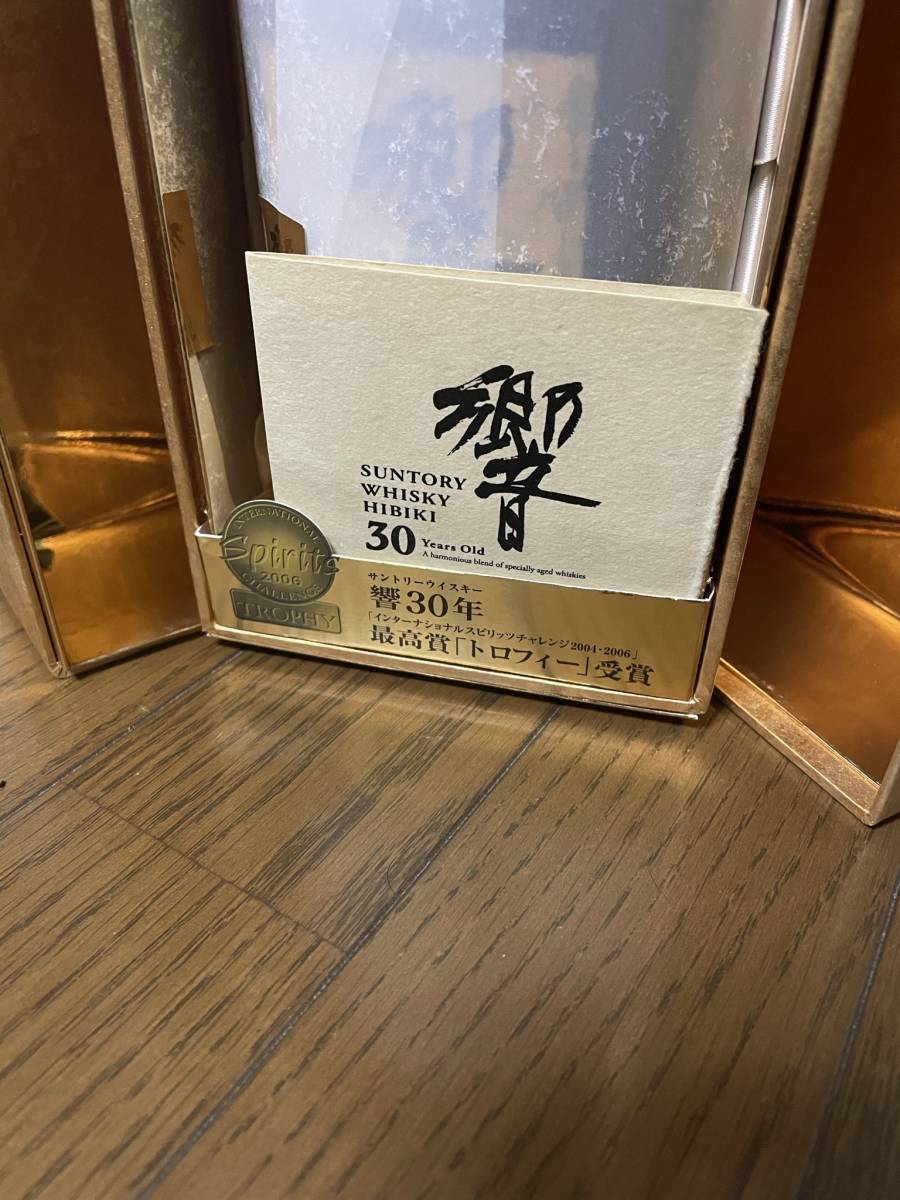 響
SUNTORY
WHISKY
HIBIKI
30 Years Old
A harmonious blend of specially aged whiskies
INTERNATIONAL
Spirits
2006
CHALLENGE
TROPHY
サントリーウイスキー
響30年
「インターナショナルスピリッツチャレンジ2004・2006」
最高賞「トロフィー」受賞